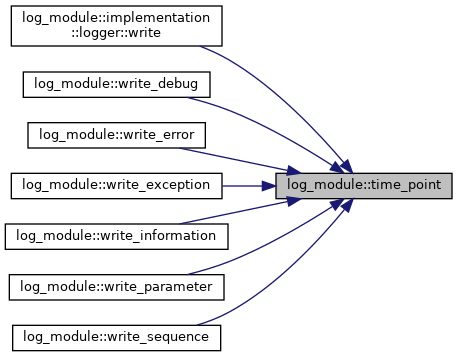 log_module::implementation
::logger::write
log_module::write_debug
log_module::write_error
log_module::write_exception
log_module::time_point
log_module::write_information
log_module::write_parameter
log_module::write_sequence